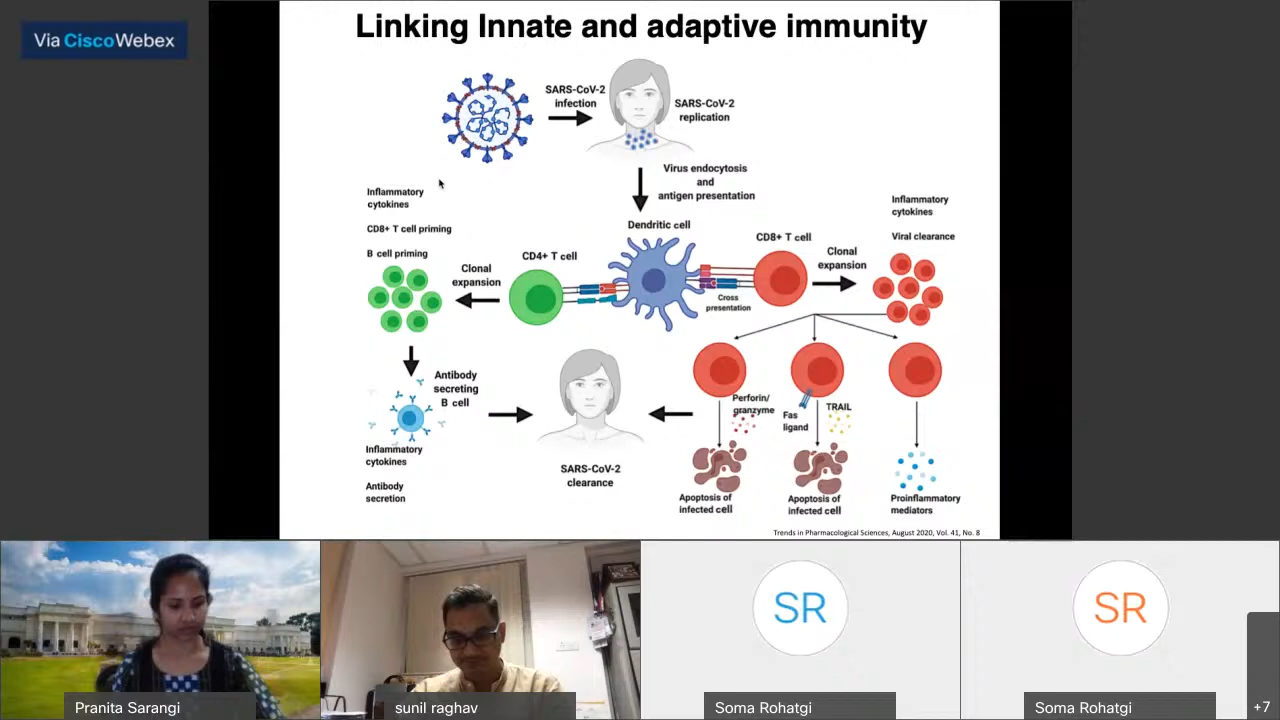 Via CiscoWebex
Linking Innate and adaptive immunity
SARS-CoV-2
infection
SARS-CoV-2
replication
Virus endocytosis
and
antigen presentation
Inflammatory
cytokines
CD8+ T cell priming
B cell priming
Clonal
expansion
CD4+ T cell
Dendritic cell
Cross
presentation
CD8+ T cell
Clonal
expansion
Inflammatory
cytokines
Viral clearance
Antibody
secreting
B cell
Inflammatory
cytokines
Antibody
secretion
SARS-CoV-2
clearance
Perforin/
granzyme
Fas
ligand
TRAIL
Apoptosis of
infected cell
Apoptosis of
infected cell
Proinflammatory
mediators
Trends in Pharmacological Sciences, August 2020, Vol. 41, No. 8
SR
SR
Pranita Sarangi
sunil raghav
Soma Rohatgi
Soma Rohatgi
+7